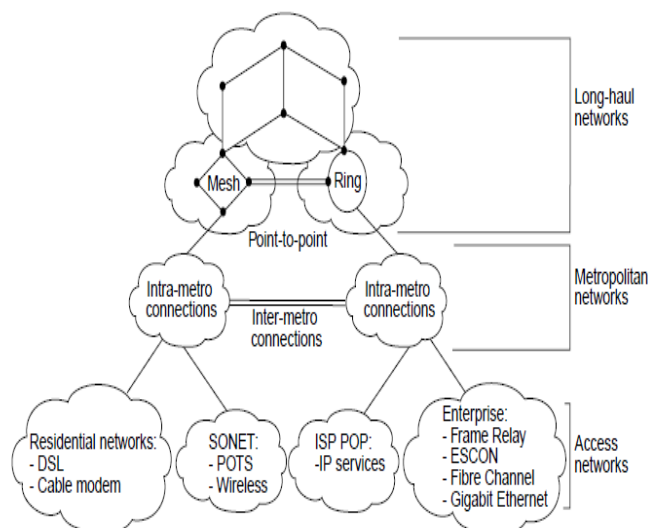 Long-haul
networks
Mesh
Ring
Point-to-point
Metropolitan
networks
Intra-metro
connections
Inter-metro
connections
Intra-metro
connections
Residential networks:
- DSL
- Cable modem
SONET:
- POTS
- Wireless
ISP POP:
-IP services
Enterprise:
- Frame Relay
- ESCON
- Fibre Channel
- Gigabit Ethernet
Access
networks